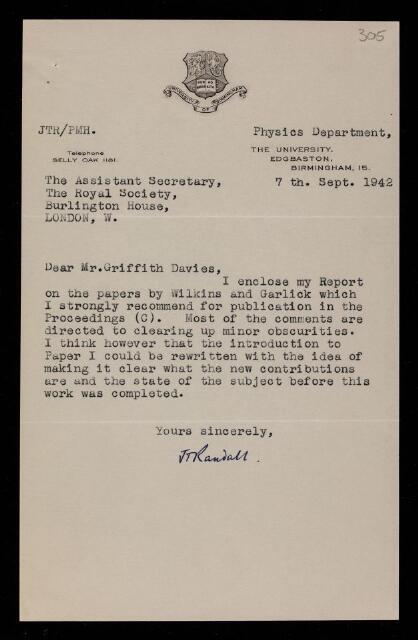 305
UNIVERSITY OF BIRMINGHAM
JTR/PMH.
Physics Department,
Telephone
SELLY OAK 1181.
THE UNIVERSITY.
EDGBASTON,
BIRMINGHAM, 15.
The Assistant Secretary,
7 th. Sept. 1942
The Royal Society,
Burlington House,
LONDON, W.
Dear Mr.Griffith Davies,
I enclose my Report
on the papers by Wilkins and Garlick which
I strongly recommend for publication in the
Proceedings (C). Most of the comments are
directed to clearing up minor obscurities.
I think however that the introduction to
Paper I could be rewritten with the idea of
making it clear what the new contributions
are and the state of the subject before this
work was completed.
Yours sincerely,
JTRandall.